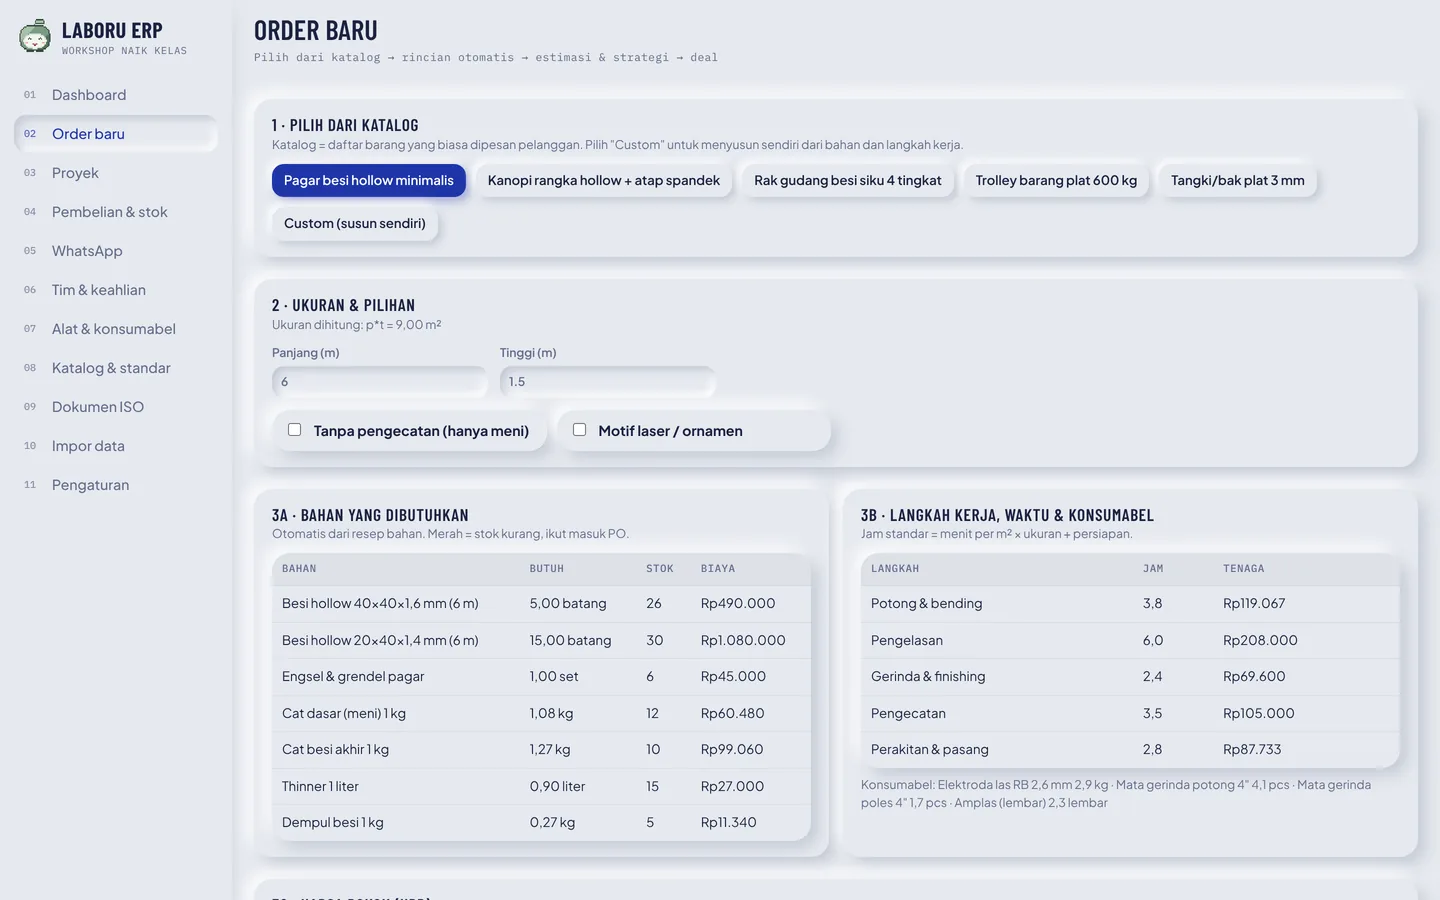 LABORU ERP
WORKSHOP NAIK KELAS
01 Dashboard
02 Order baru
03 Proyek
04 Pembelian & stok
05 WhatsApp
06 Tim & keahlian
07 Alat & konsumabel
08 Katalog & standar
09 Dokumen ISO
10 Impor data
11 Pengaturan
ORDER BARU
Pilih dari katalog → rincian otomatis → estimasi & strategi → deal
1 · PILIH DARI KATALOG
Katalog = daftar barang yang biasa dipesan pelanggan. Pilih "Custom" untuk menyusun sendiri dari bahan dan langkah kerja.
Pagar besi hollow minimalis Kanopi rangka hollow + atap spandek Rak gudang besi siku 4 tingkat Trolley barang plat 600 kg Tangki/bak plat 3 mm
Custom (susun sendiri)
2 · UKURAN & PILIHAN
Ukuran dihitung: p*t = 9,00 m²
Panjang (m) Tinggi (m)
6 1.5
Tanpa pengecatan (hanya meni) Motif laser / ornamen
3A · BAHAN YANG DIBUTUHKAN
Otomatis dari resep bahan. Merah = stok kurang, ikut masuk PO.
BAHAN BUTUH STOK BIAYA
Besi hollow 40×40×1,6 mm (6 m) 5,00 batang 26 Rp490.000
Besi hollow 20×40×1,4 mm (6 m) 15,00 batang 30 Rp1.080.000
Engsel & grendel pagar 1,00 set 6 Rp45.000
Cat dasar (meni) 1 kg 1,08 kg 12 Rp60.480
Cat besi akhir 1 kg 1,27 kg 10 Rp99.060
Thinner 1 liter 0,90 liter 15 Rp27.000
Dempul besi 1 kg 0,27 kg 5 Rp11.340
3B · LANGKAH KERJA, WAKTU & KONSUMABEL
Jam standar = menit per m² × ukuran + persiapan.
LANGKAH JAM TENAGA
Potong & bending 3,8 Rp119.067
Pengelasan 6,0 Rp208.000
Gerinda & finishing 2,4 Rp69.600
Pengecatan 3,5 Rp105.000
Perakitan & pasang 2,8 Rp87.733
Konsumabel: Elektroda las RB 2,6 mm 2,9 kg · Mata gerinda potong 4" 4,1 pcs · Mata gerinda
poles 4" 1,7 pcs · Amplas (lembar) 2,3 lembar